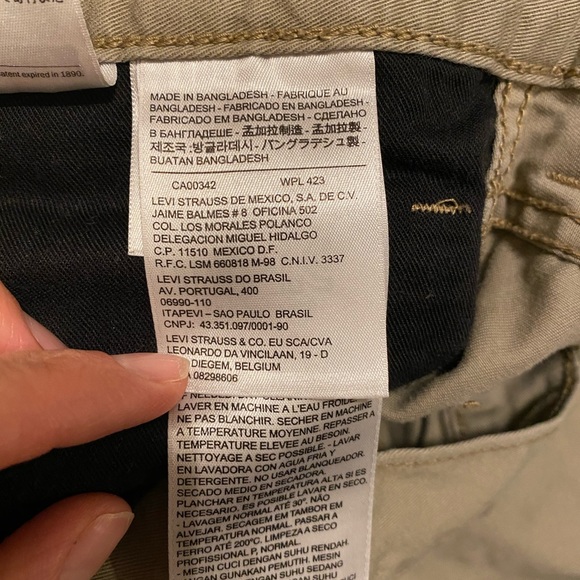 atent expired in 1890.
MADE IN BANGLADESH - FABRIQUE AU
BANGLADESH - FABRICADO EN BANGLADESH -
BANGLADESH - FABRICADO EN BANGLADESH - СДЕЛАНО
В БАНГЛАДЕШЕ - 孟加拉制造 - 孟加拉製 -
제조국:방글라데시 - バングラデシュ製 -
BUATAN BANGLADESH
CA00342 WPL 423
LEVI STRAUSS DE MEXICO, S.A. DE C.V.
JAIME BALMES # 8 OFICINA 502
COL. LOS MORALES POLANCO
DELEGACION MIGUEL HIDALGO
C.P. 11510 MEXICO D.F.
R.F.C. LSM 660818 M-98 C.N.I.V. 3337
LEVI STRAUSS DO BRASIL
AV. PORTUGAL, 400
06990-110
ITAPEVI – SAO PAULO BRASIL
CNPJ: 43.351.097/0001-90
LEVI STRAUSS & CO. EU SCA/CVA
LEONARDO DA VINCILAAN, 19 - D
DIEGEM, BELGIUM
08298606
LAVER EN MACHINE A L'EAU FROIDE
NE PAS BLANCHIR. SECHER EN MACHINE
A TEMPERATURE MOYENNE. REPASSER A
TEMPERATURE ELEVEE AU BESOIN.
NETTOYAGE A SEC POSSIBLE. - LAVAR
EN LAVADORA CON AGUA FRIA Y
DETERGENTE. NO USAR BLANQUEADOR.
SECADO MEDIO EN SECADORA. SI ES
PLANCHAR EN TEMPERATURA ALTA SI ES
NECESARIO. ES POSIBLE LAVAR EN SECO.
- LAVAGEM NORMAL ATÉ 30°. NÃO
ALVEJAR. SECAGEM EM TAMBOR EM
TEMPERATURA NORMAL. PASSAR A
FERRO ATÉ 200°C. LIMPEZA A SECO
PROFISSIONAL P, NORMAL.
- MESIN CUCI DENGAN SUHU RENDAH.
JANGAN GUNAKAN PEMUTIH. MESIN